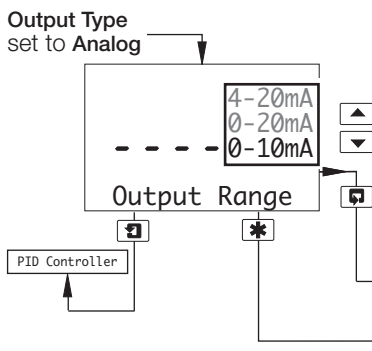 Output Type
set to Analog
4-20mA
0-20mA
- - - - 0-10mA
Output Range
PID Controller